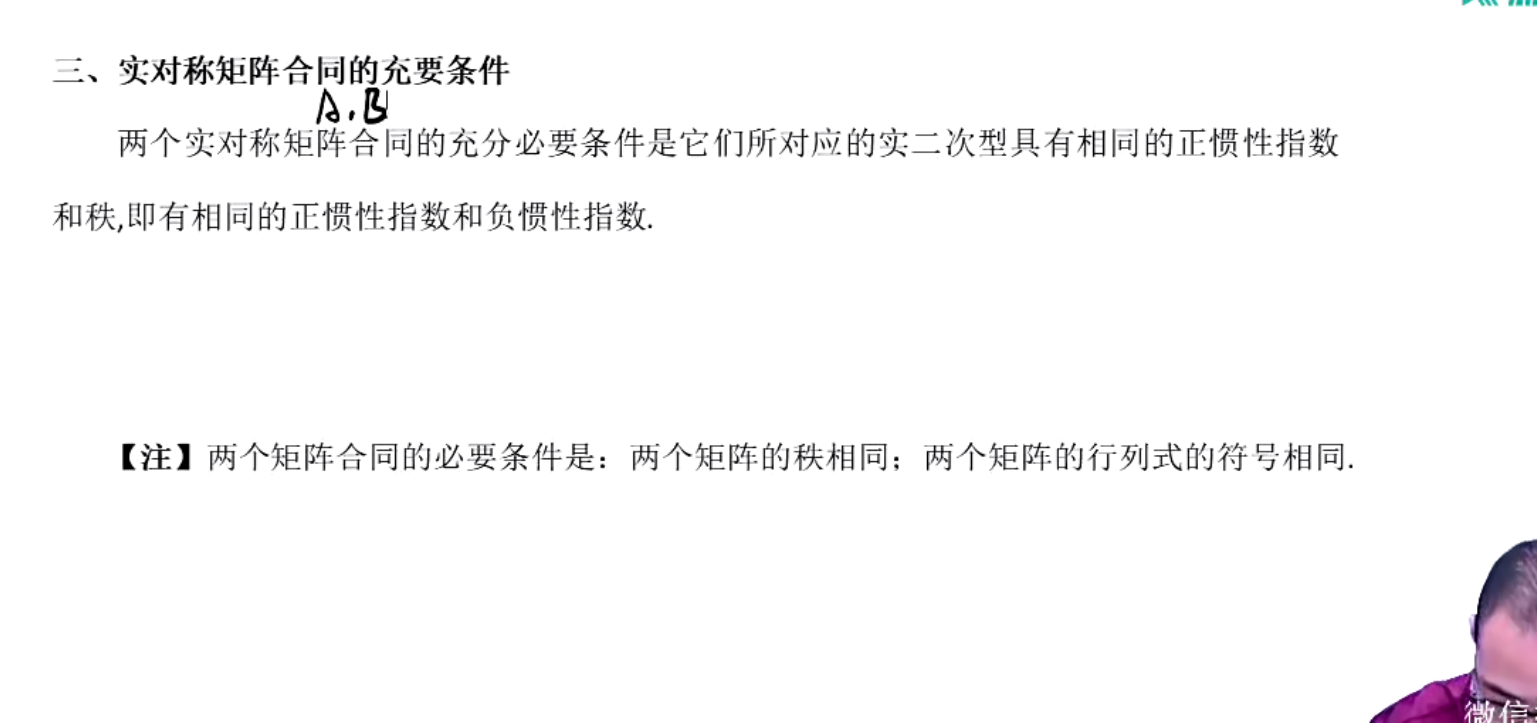 三、实对称矩阵合同的充要条件
A.B
两个实对称矩阵合同的充分必要条件是它们所对应的实二次型具有相同的正惯性指数
和秩,即有相同的正惯性指数和负惯性指数.
【注】两个矩阵合同的必要条件是：两个矩阵的秩相同；两个矩阵的行列式的符号相同.
微信